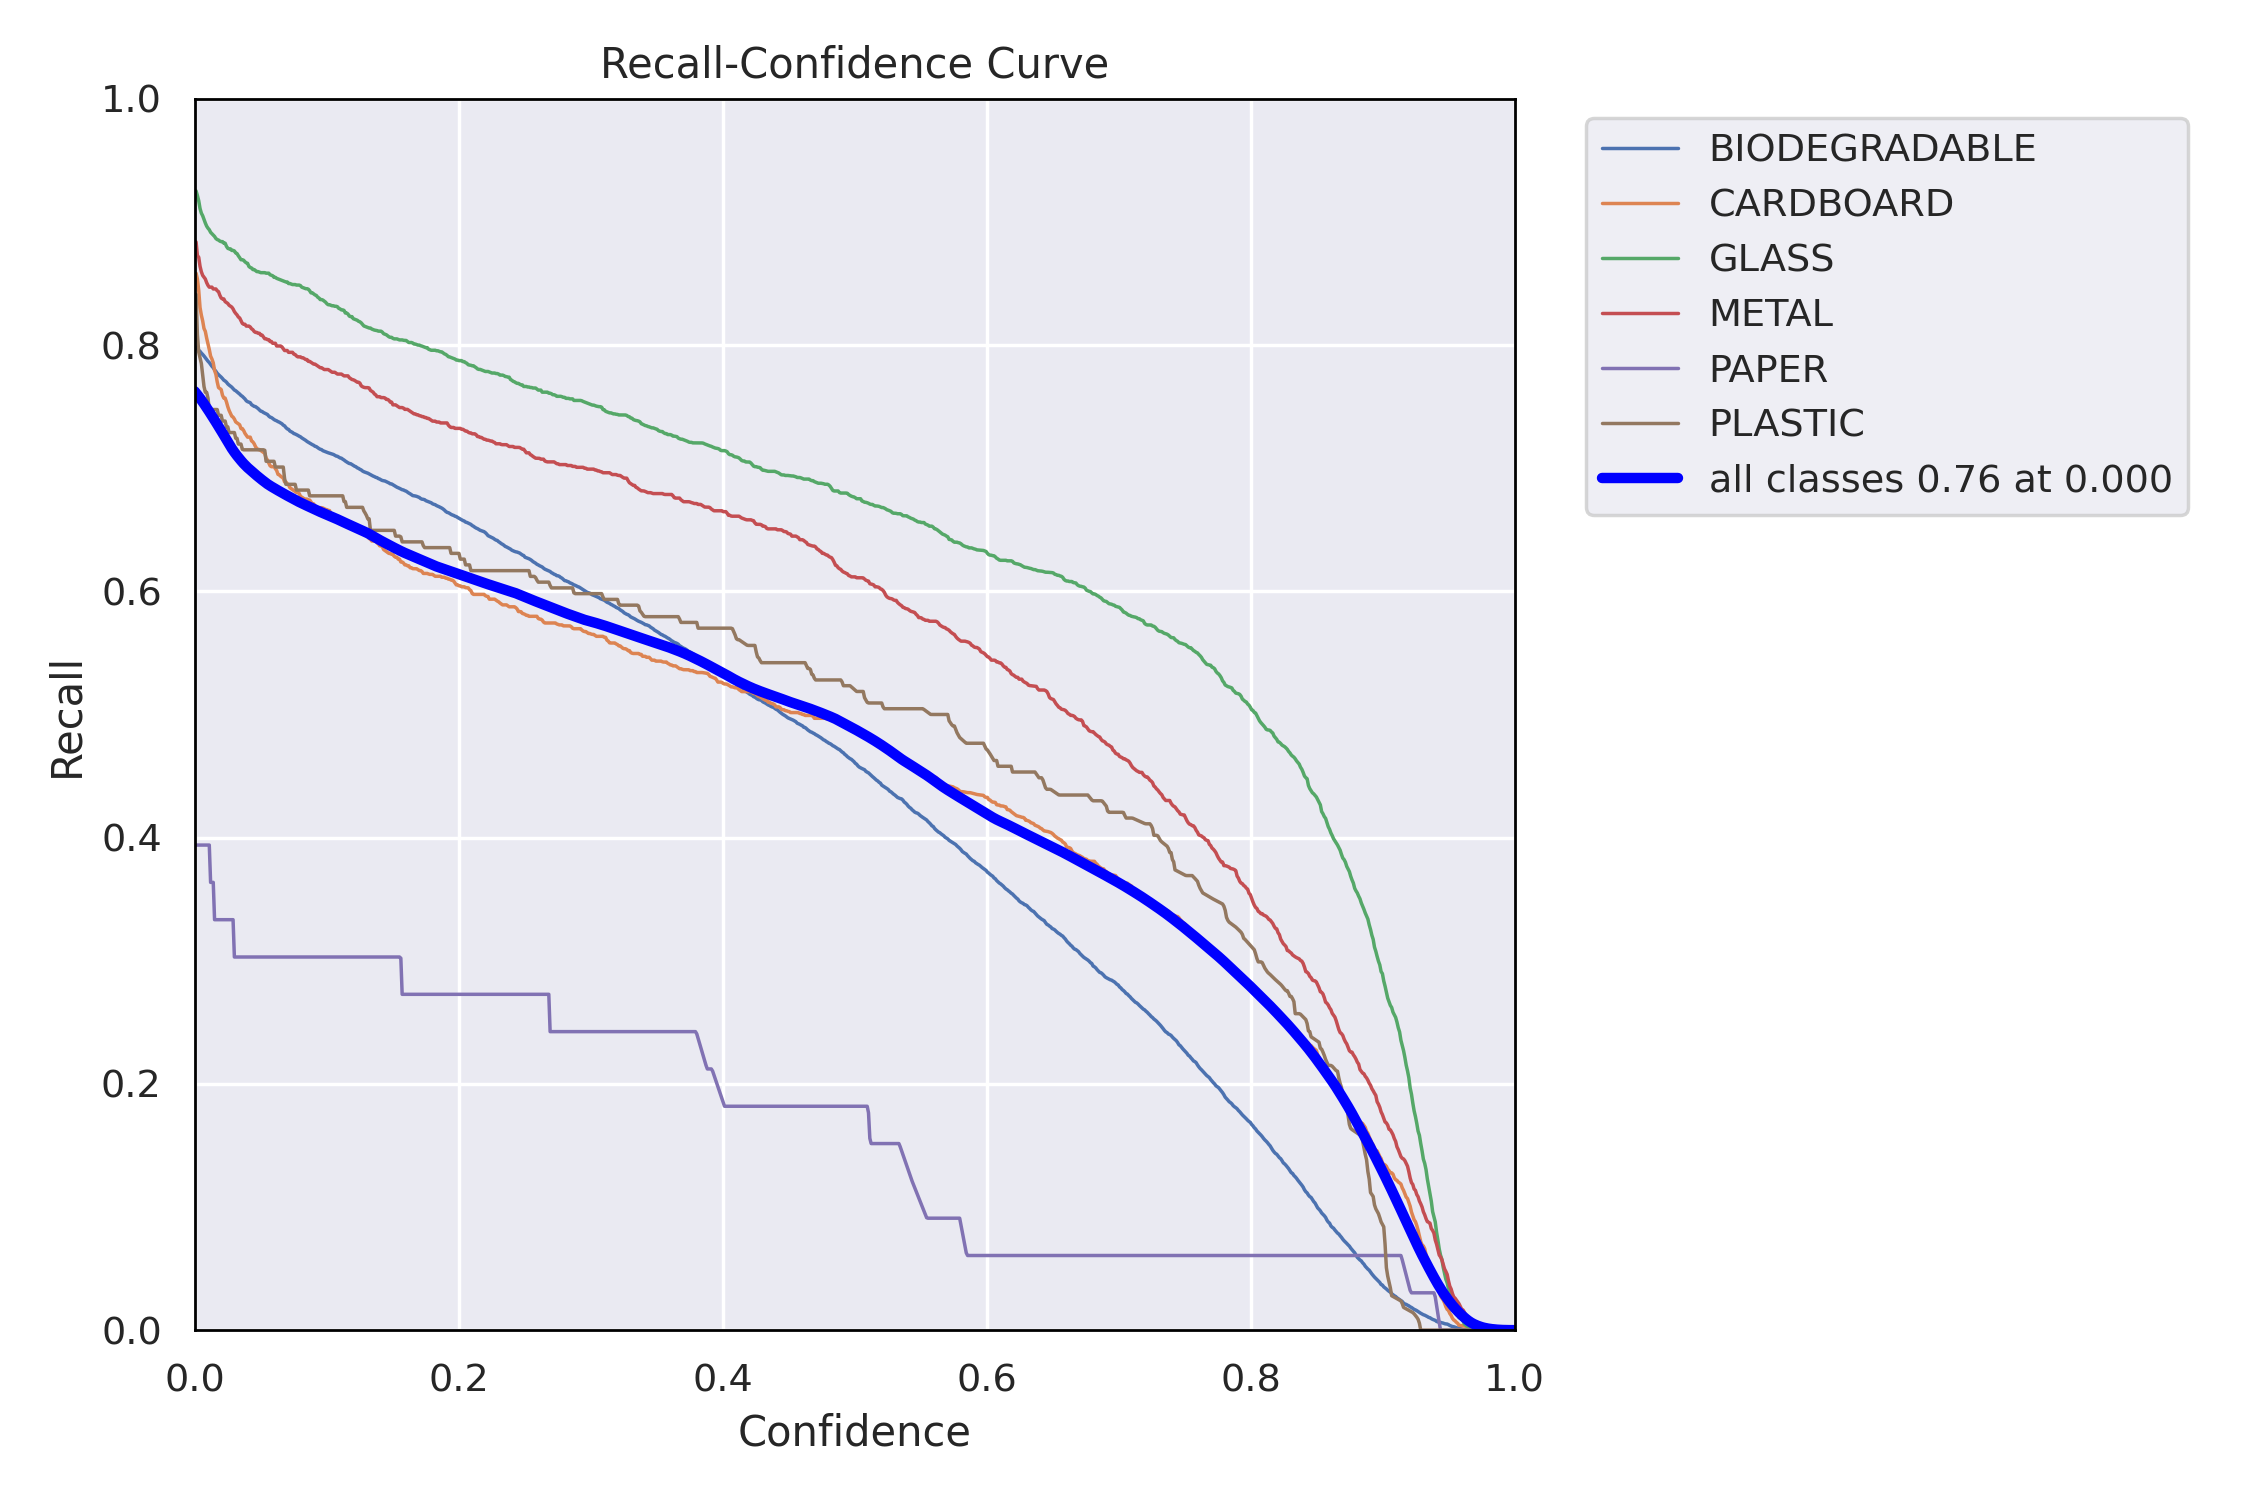 Recall-Confidence Curve
1.0
0.8
0.6
0.4
0.2
0.0
Recall
0.0 0.2 0.4 0.6 0.8 1.0
Confidence
BIODEGRADABLE
CARDBOARD
GLASS
METAL
PAPER
PLASTIC
all classes 0.76 at 0.000